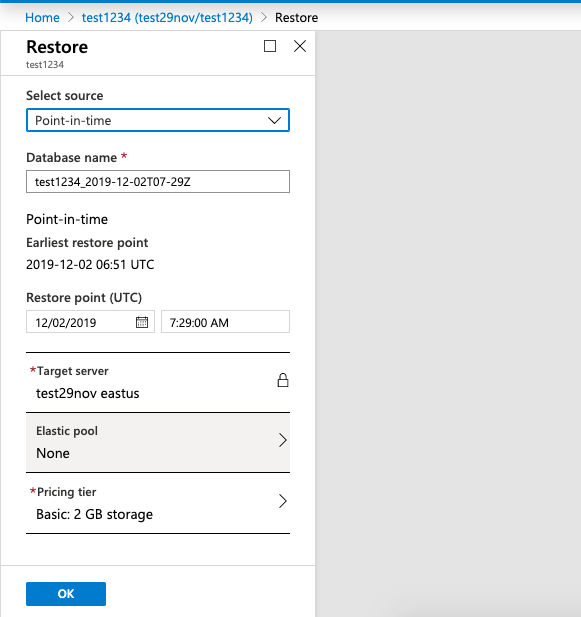 Home > test1234 (test29nov/test1234) > Restore
Restore
test1234
Select source
Point-in-time
Database name *
test1234_2019-12-02T07-29Z
Point-in-time
Earliest restore point
2019-12-02 06:51 UTC
Restore point (UTC)
12/02/2019 7:29:00 AM
*Target server
test29nov eastus
Elastic pool
None
*Pricing tier
Basic: 2 GB storage
OK